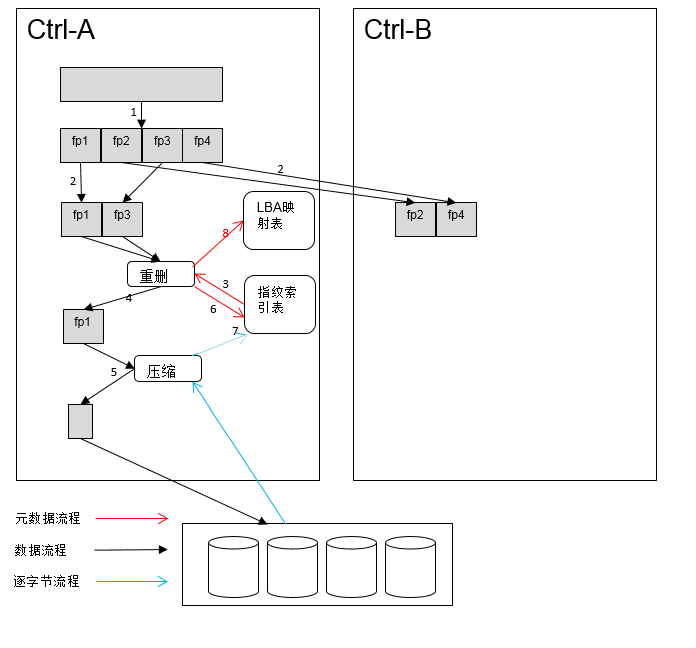 Ctrl-A
Ctrl-B
1
fp1
fp2
fp3
fp4
2
2
fp1
fp3
fp2
fp4
LBA映
射表
8
重删
3
4
6
指纹索
引表
fp1
7
5
压缩
元数据流程
数据流程
逐字节流程